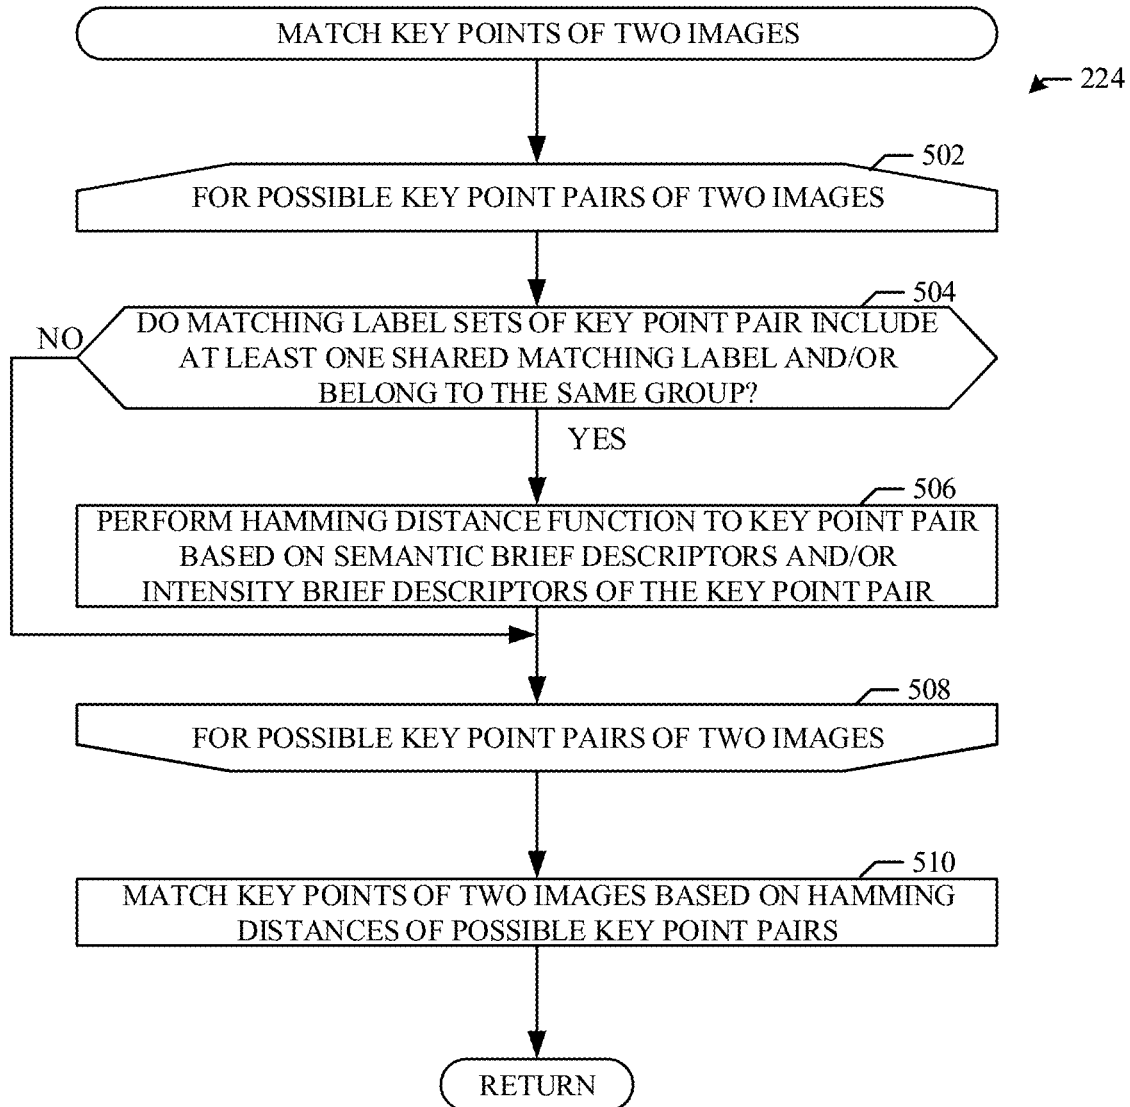 MATCH KEY POINTS OF TWO IMAGES
224
502
FOR POSSIBLE KEY POINT PAIRS OF TWO IMAGES
504
NO
DO MATCHING LABEL SETS OF KEY POINT PAIR INCLUDE
AT LEAST ONE SHARED MATCHING LABEL AND/OR
BELONG TO THE SAME GROUP?
YES
506
PERFORM HAMMING DISTANCE FUNCTION TO KEY POINT PAIR
BASED ON SEMANTIC BRIEF DESCRIPTORS AND/OR
INTENSITY BRIEF DESCRIPTORS OF THE KEY POINT PAIR
508
FOR POSSIBLE KEY POINT PAIRS OF TWO IMAGES
510
MATCH KEY POINTS OF TWO IMAGES BASED ON HAMMING
DISTANCES OF POSSIBLE KEY POINT PAIRS
RETURN